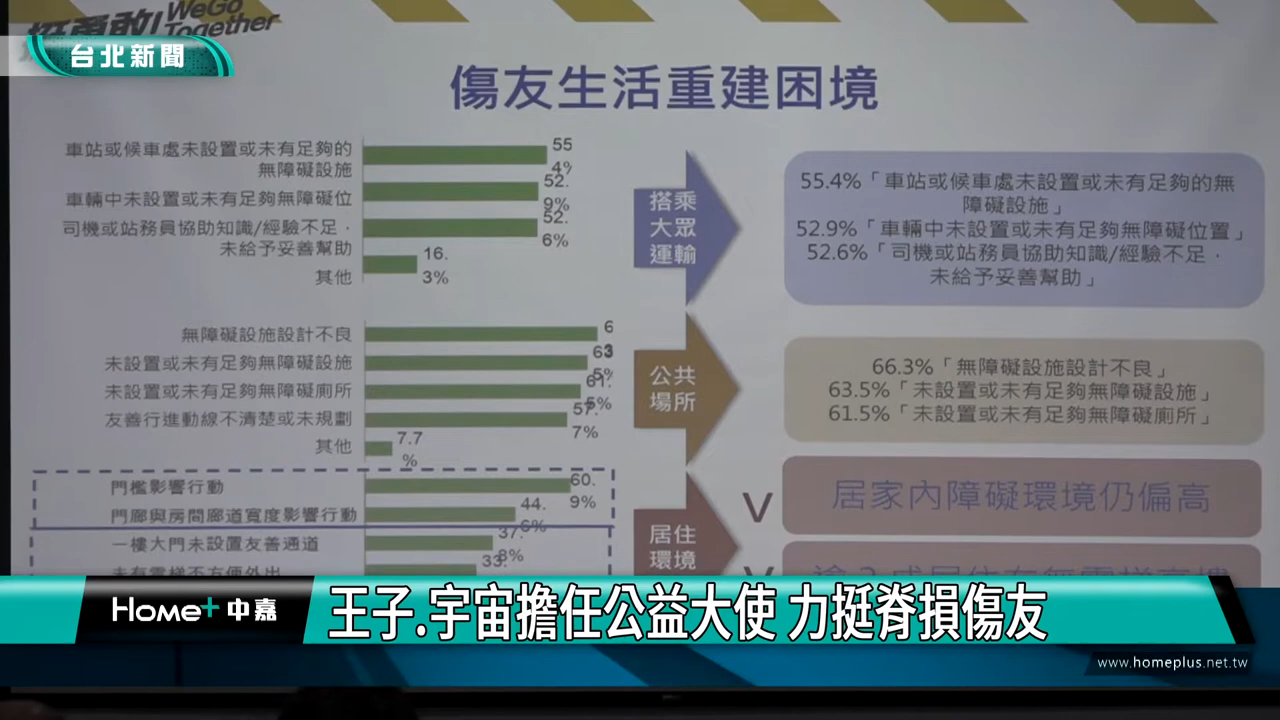 挺勇敢! WeGo
Together
台北新聞
傷友生活重建困境
車站或候車處未設置或未有足夠的
無障礙設施
55
4%
車輛中未設置或未有足夠無障礙位
52.
9%
司機或站務員協助知識/經驗不足，
未給予妥善幫助
52.
6%
其他
16.
3%
搭乘
大眾
運輸
55.4%「車站或候車處未設置或未有足夠的無
障礙設施」
52.9%「車輛中未設置或未有足夠無障礙位置」
52.6%「司機或站務員協助知識/經驗不足，
未給予妥善幫助」
無障礙設施設計不良
6
3
未設置或未有足夠無障礙設施
63
5%
未設置或未有足夠無障礙廁所
61.
5%
友善行進動線不清楚或未規劃
57.
7%
其他
7.7
%
公共
場所
66.3%「無障礙設施設計不良」
63.5%「未設置或未有足夠無障礙設施」
61.5%「未設置或未有足夠無障礙廁所」
門檻影響行動
60.
9%
門廊與房間廊道寬度影響行動
44.
6%
一樓大門未設置友善通道
37.
8%
未有電梯不方便外出
33.
居住
環境
V
居家內障礙環境仍偏高
Home+中嘉
王子.宇宙擔任公益大使 力挺脊損傷友
www.homeplus.net.tw